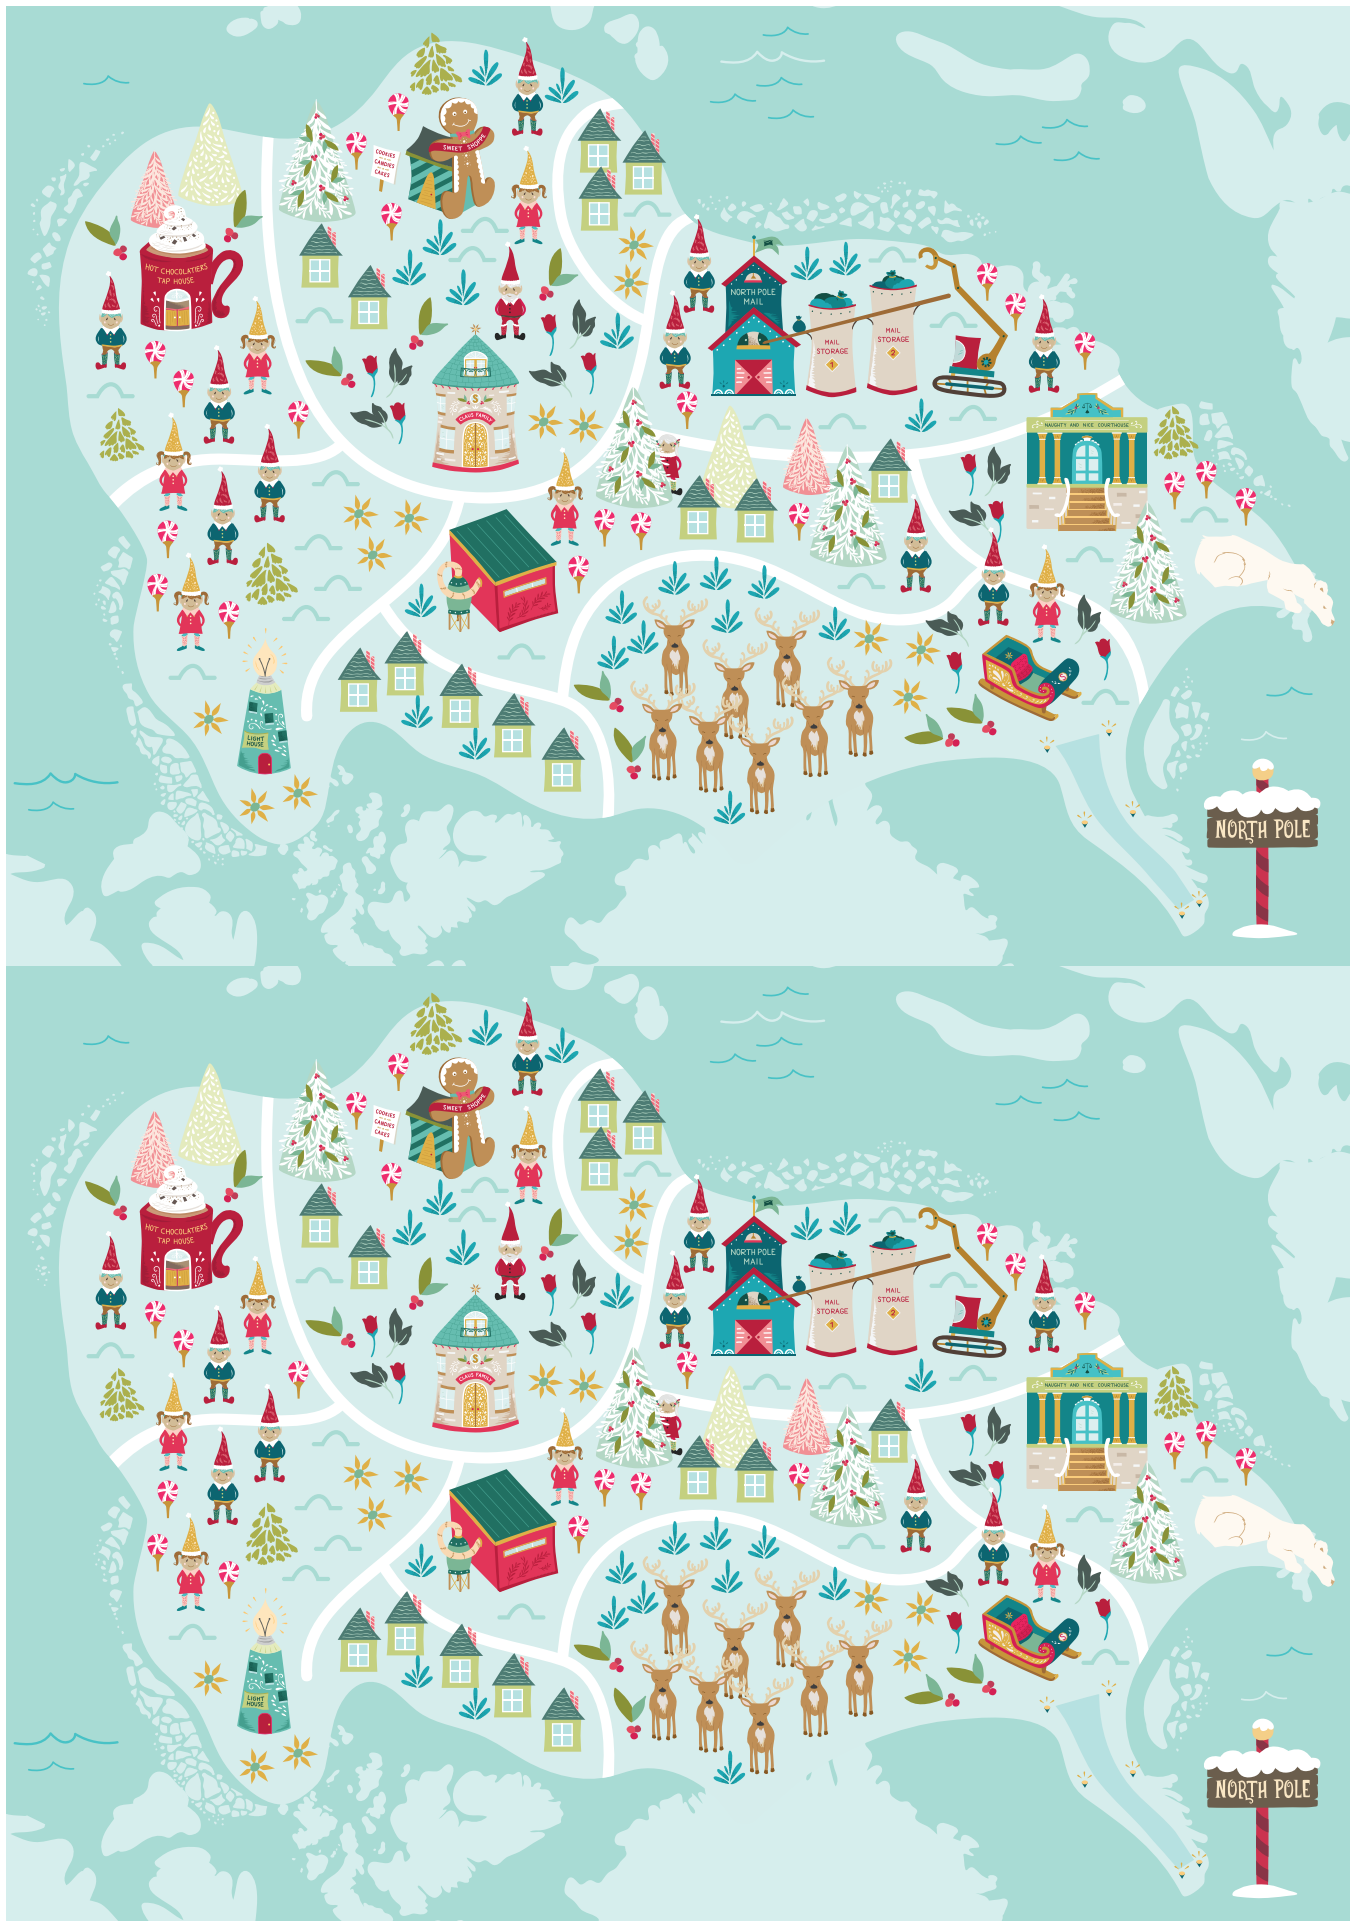 COOKIES
CANDIES
CAKES
SWEET SHOPPE
HOT CHOCOLATIERS
TAP HOUSE
NORTH POLE
MAIL
MAIL
STORAGE
1
MAIL
STORAGE
2
S
CLAUS FAMILY
NAUGHTY AND NICE COURTHOUSE
LIGHT
HOUSE
S
NORTH POLE
COOKIES
CANDIES
CAKES
SWEET SHOPPE
HOT CHOCOLATIERS
TAP HOUSE
NORTH POLE
MAIL
MAIL
STORAGE
1
MAIL
STORAGE
2
S
CLAUS FAMILY
NAUGHTY AND NICE COURTHOUSE
LIGHT
HOUSE
S
NORTH POLE